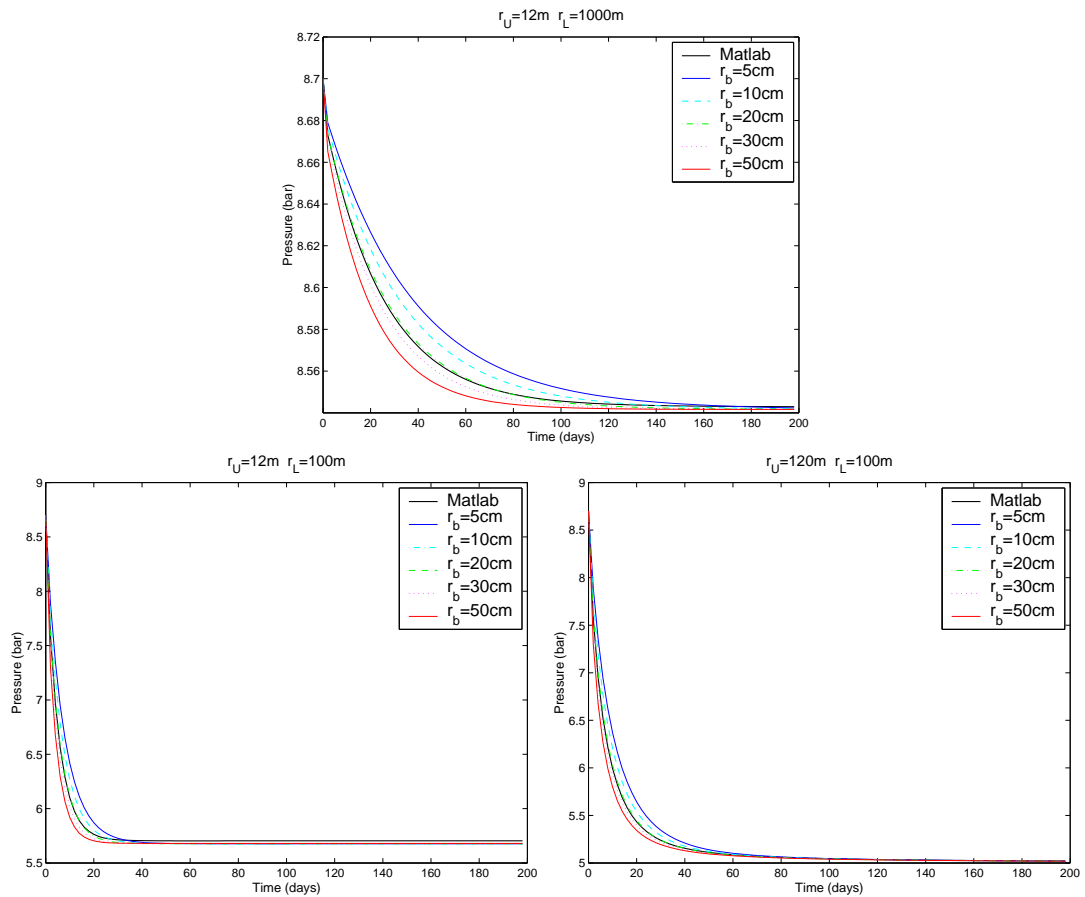 r_U=12m r_L=1000m
8.72
8.7
8.68
8.66
8.64
8.62
8.6
8.58
8.56
Pressure (bar)
0 20 40 60 80 100 120 140 160 180 200
Time (days)
Matlab
r_b=5cm
r_b=10cm
r_b=20cm
r_b=30cm
r_b=50cm
r_U=12m r_L=100m
9
8.5
8
7.5
7
6.5
6
5.5
Pressure (bar)
0 20 40 60 80 100 120 140 160 180 200
Time (days)
Matlab
r_b=5cm
r_b=10cm
r_b=20cm
r_b=30cm
r_b=50cm
r_U=120m r_L=100m
9
8.5
8
7.5
7
6.5
6
5.5
5
Pressure (bar)
0 20 40 60 80 100 120 140 160 180 200
Time (days)
Matlab
r_b=5cm
r_b=10cm
r_b=20cm
r_b=30cm
r_b=50cm